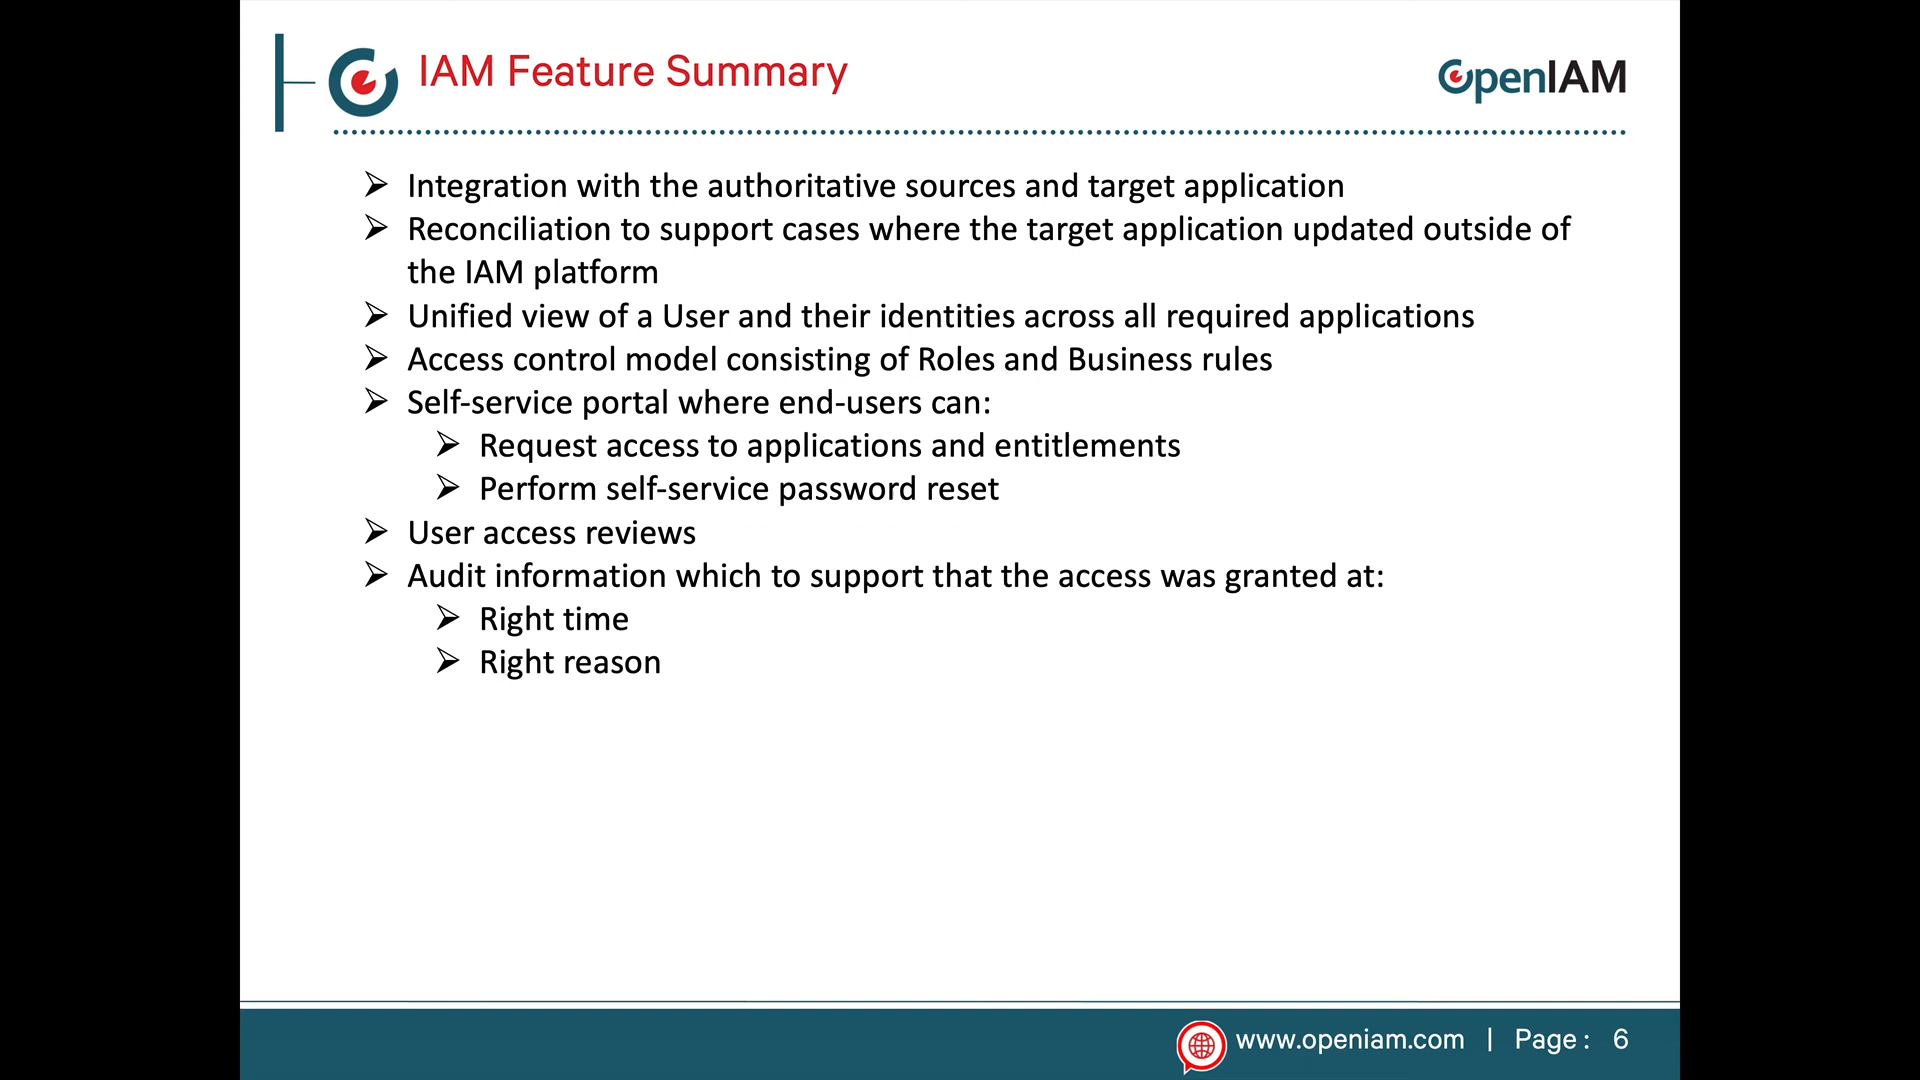 IAM Feature Summary
OpenIAM
Integration with the authoritative sources and target application
Reconciliation to support cases where the target application updated outside of
the IAM platform
Unified view of a User and their identities across all required applications
Access control model consisting of Roles and Business rules
Self-service portal where end-users can:
Request access to applications and entitlements
Perform self-service password reset
User access reviews
Audit information which to support that the access was granted at:
Right time
Right reason
www.openiam.com | Page : 6